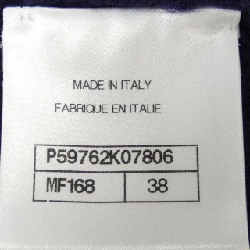 MADE IN ITALY
FABRIQUE EN ITALIE
P59762K07806
MF168 38